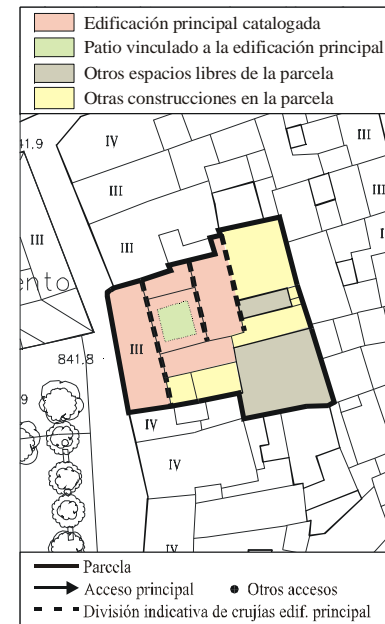 Edificación principal catalogada
Patio vinculado a la edificación principal
Otros espacios libres de la parcela
Otras construcciones en la parcela
41.9
IV
III
III
III
III
III
ento
III
841.8
IV
IV
IV
Parcela
Acceso principal
Otros accesos
División indicativa de crujías edif. principal